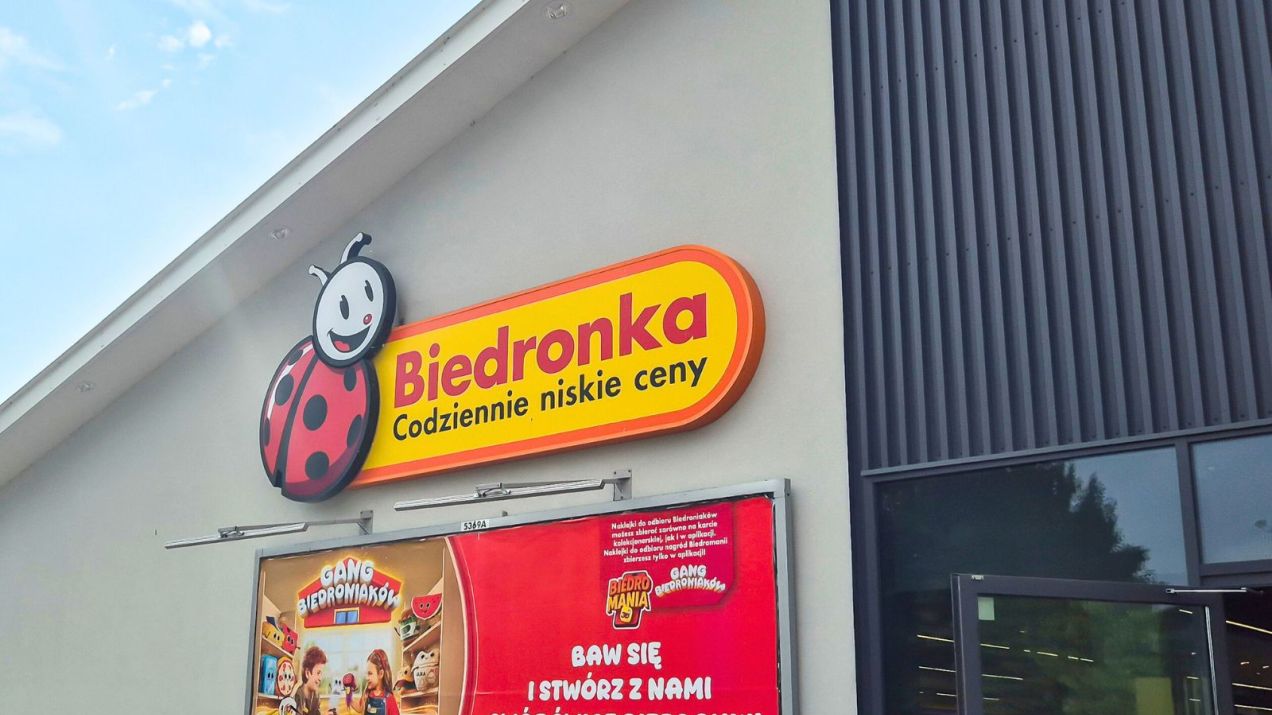 Biedronka
Codziennie niskie ceny
5369A
GANG
BIEDRONIAKÓW
Naklejki do odbioru Biedroniaków
możesz zbierać zarówno na karcie
kolekcjonerskiej, jak i w aplikacji.
Naklejki do odbioru nagród Biedromanii
zbierzesz tylko w aplikacji!
BIEDRO
MANIA
GANG
BIEDRONIAKÓW
BAW SIĘ
I STWÓRZ Z NAMI